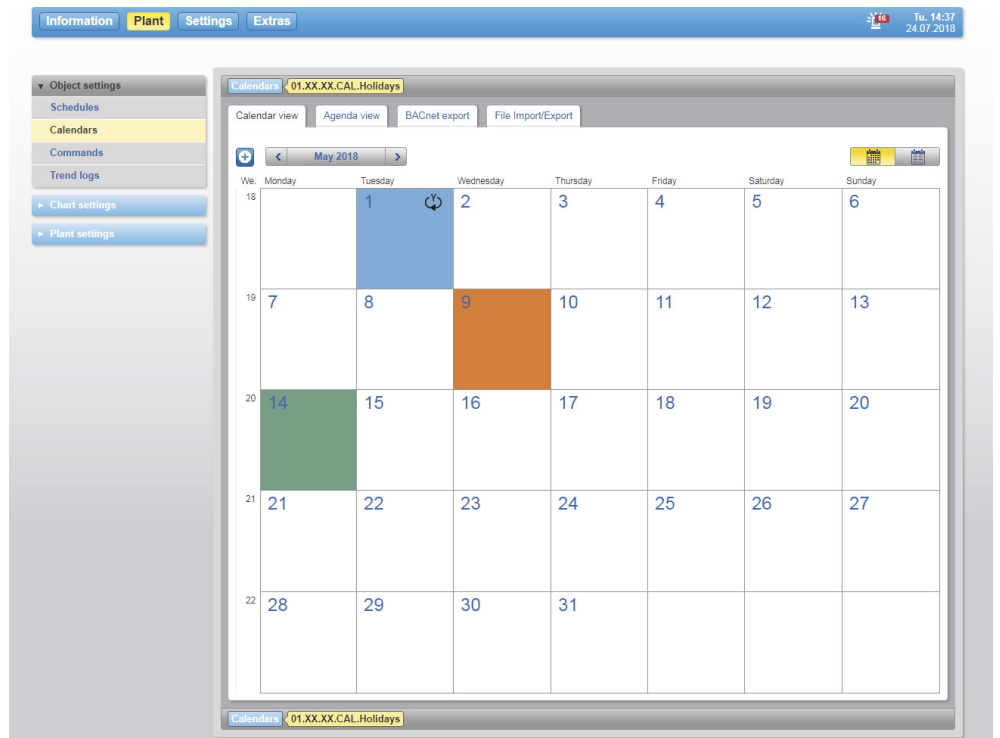 Information Plant Settings Extras 16 Tu. 14:37
24.07.2018
Object settings
Schedules
Calendars
Commands
Trend logs
Chart settings
Plant settings
Calendars 01.XX.XX.CAL.Holidays
Calendar view Agenda view BACnet export File Import/Export
May 2018
We. Monday Tuesday Wednesday Thursday Friday Saturday Sunday
18 1 Y 2 3 4 5 6
19 7 8 9 10 11 12 13
20 14 15 16 17 18 19 20
21 21 22 23 24 25 26 27
22 28 29 30 31
Calendars 01.XX.XX.CAL.Holidays